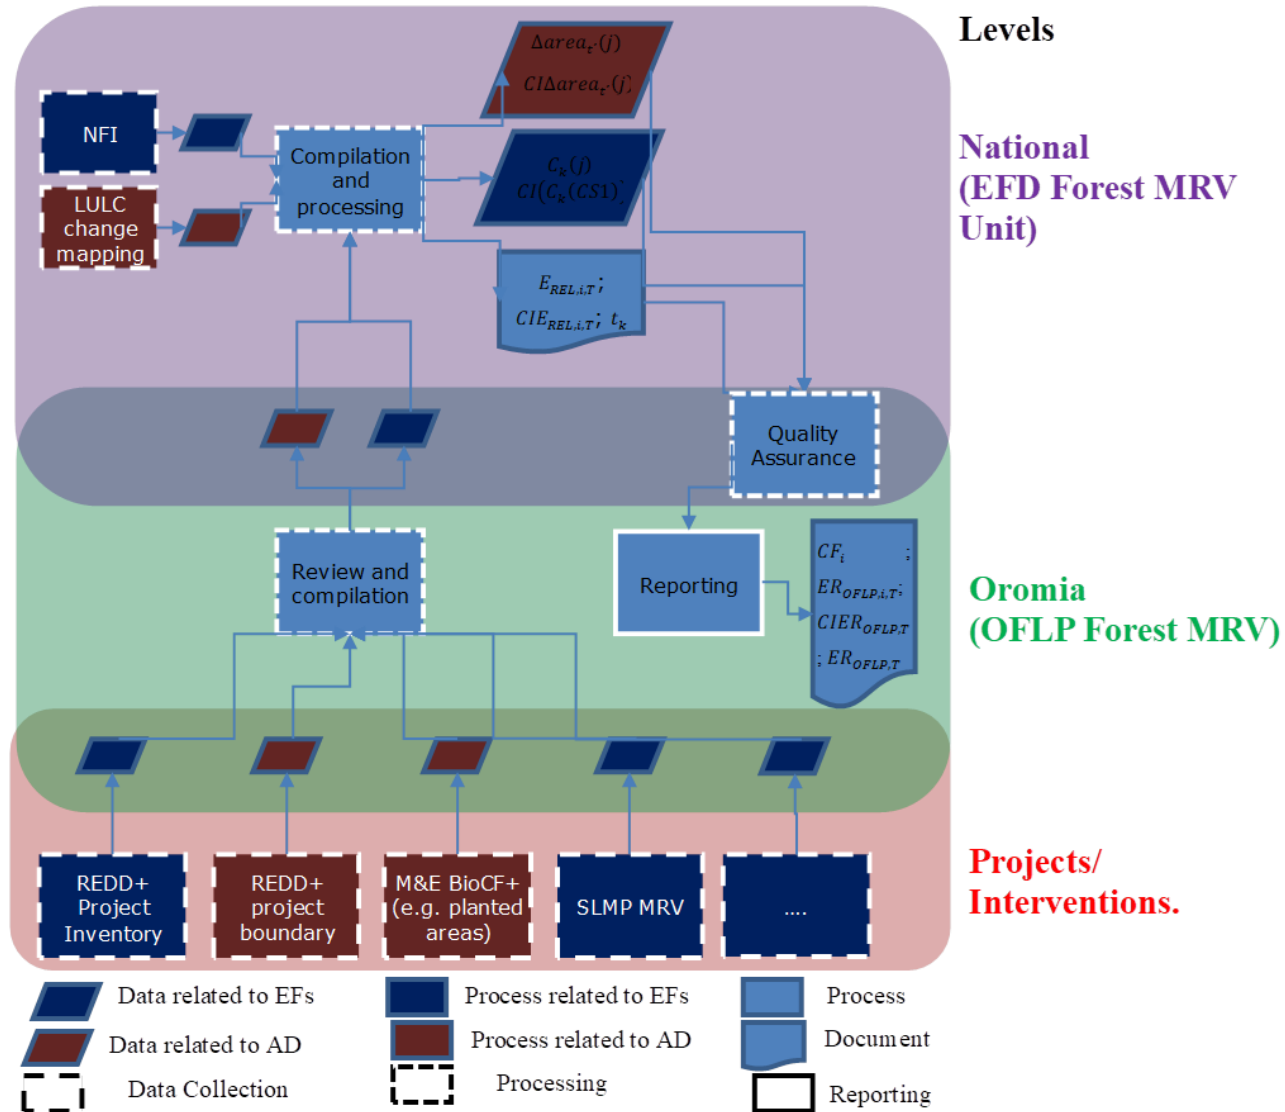 Levels
Δarea_t'(j)
CIΔarea_t'(j)
NFI
National
(EFD Forest MRV
Unit)
Compilation
and
processing
C_k(j)
CI(C_k(CS1)
LULC
change
mapping
E_REL,i,T ;
CIE_REL,i,T; t_k
Quality
Assurance
Review and
compilation
Reporting
CF_i ;
ER_OFLP,i,T;
CIER_OFLP,T
; ER_OFLP,T
Oromia
(OFLP Forest MRV)
REDD+
Project
Inventory
REDD+
project
boundary
M&E BioCF+
(e.g. planted
areas)
SLMP MRV
....
Projects/
Interventions.
Data related to EFs
Process related to EFs
Process
Data related to AD
Process related to AD
Document
Data Collection
Processing
Reporting